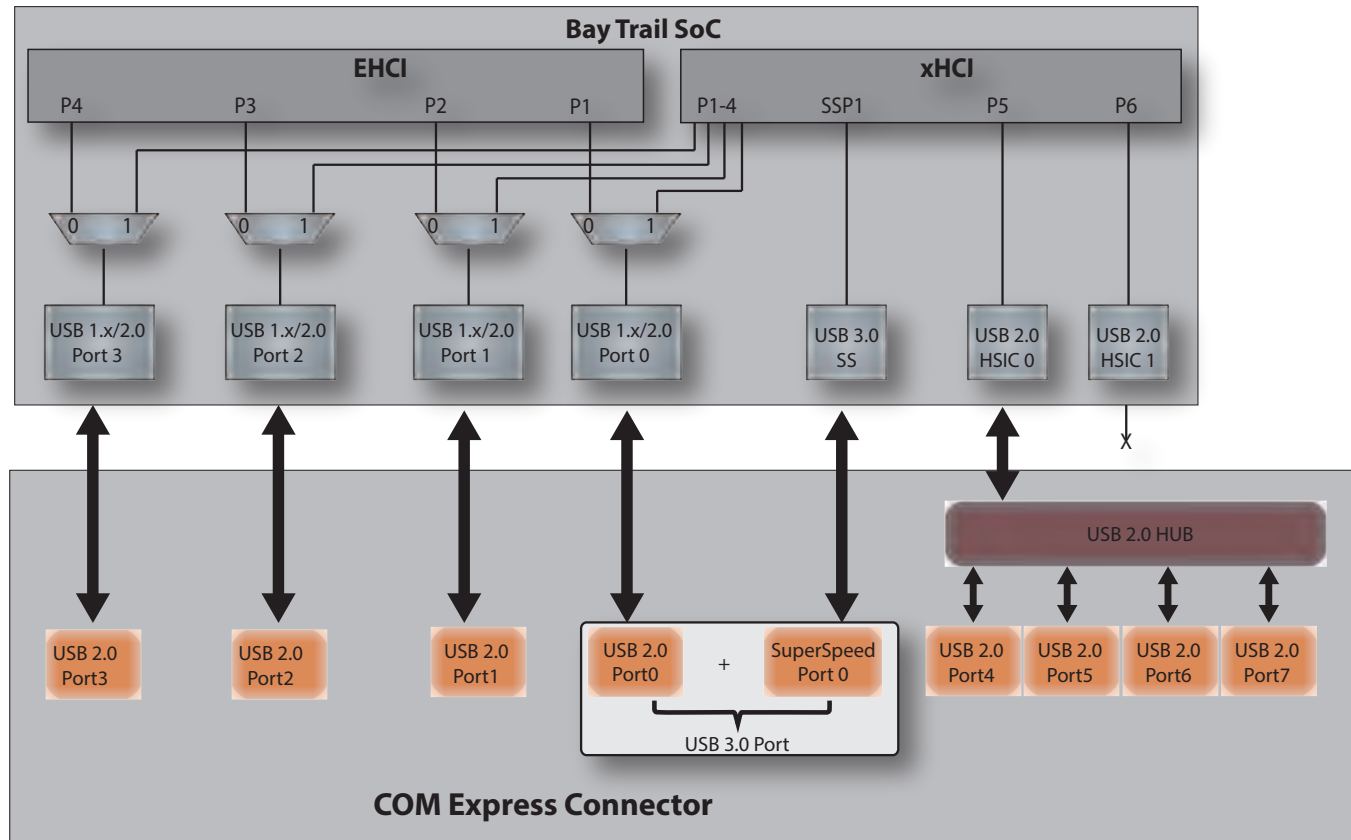 Bay Trail SoC
EHCI
xHCI
P4 P3 P2 P1 P1-4 SSP1 P5 P6
0 1 0 1 0 1 0 1
USB 1.x/2.0
Port 3
USB 1.x/2.0
Port 2
USB 1.x/2.0
Port 1
USB 1.x/2.0
Port 0
USB 3.0
SS
USB 2.0
HSIC 0
USB 2.0
HSIC 1
X
USB 2.0 HUB
USB 2.0
Port3
USB 2.0
Port2
USB 2.0
Port1
USB 2.0
Port0
+
SuperSpeed
Port 0
USB 2.0
Port4
USB 2.0
Port5
USB 2.0
Port6
USB 2.0
Port7
USB 3.0 Port
COM Express Connector